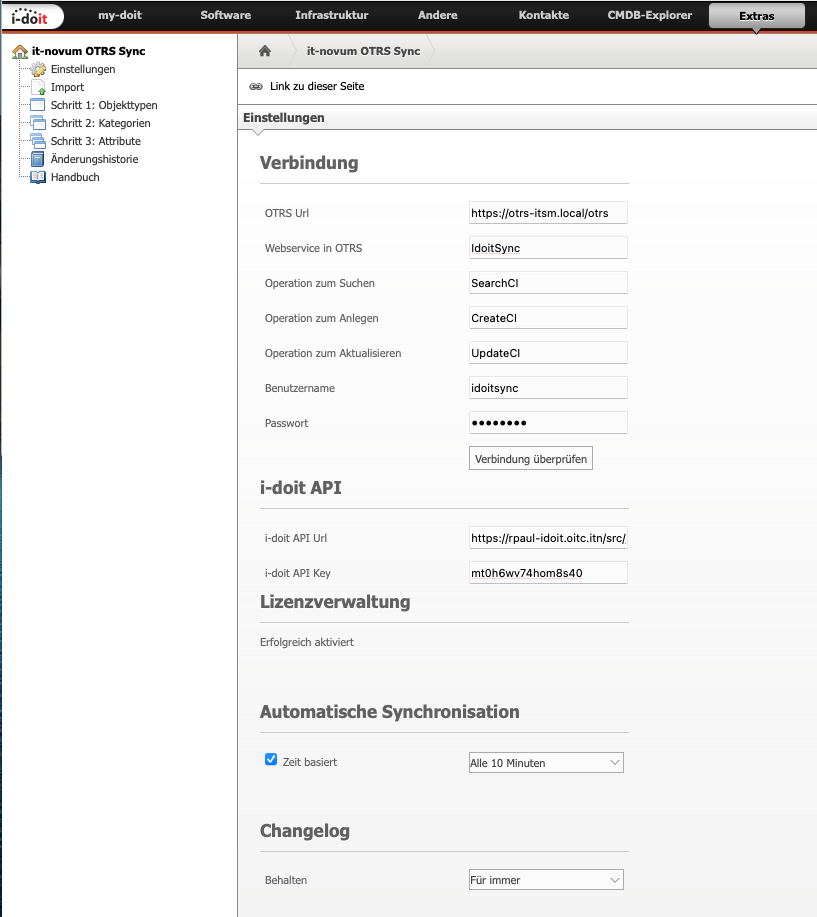 i-doit
my-doit Software Infrastruktur Andere Kontakte CMDB-Explorer Extras
it-novum OTRS Sync
Einstellungen
Import
Schritt 1: Objekttypen
Schritt 2: Kategorien
Schritt 3: Attribute
Änderungshistorie
Handbuch
it-novum OTRS Sync
Link zu dieser Seite
Einstellungen
Verbindung
OTRS Url https://otrs-itsm.local/otrs
Webservice in OTRS IdoitSync
Operation zum Suchen SearchCI
Operation zum Anlegen CreateCI
Operation zum Aktualisieren UpdateCI
Benutzername idoitsync
Passwort ••••••••
Verbindung überprüfen
i-doit API
i-doit API Url https://rpaul-idoit.oitc.itn/src/
i-doit API Key mt0h6wv74hom8s40
Lizenzverwaltung
Erfolgreich aktiviert
Automatische Synchronisation
Zeit basiert Alle 10 Minuten
Changelog
Behalten Für immer